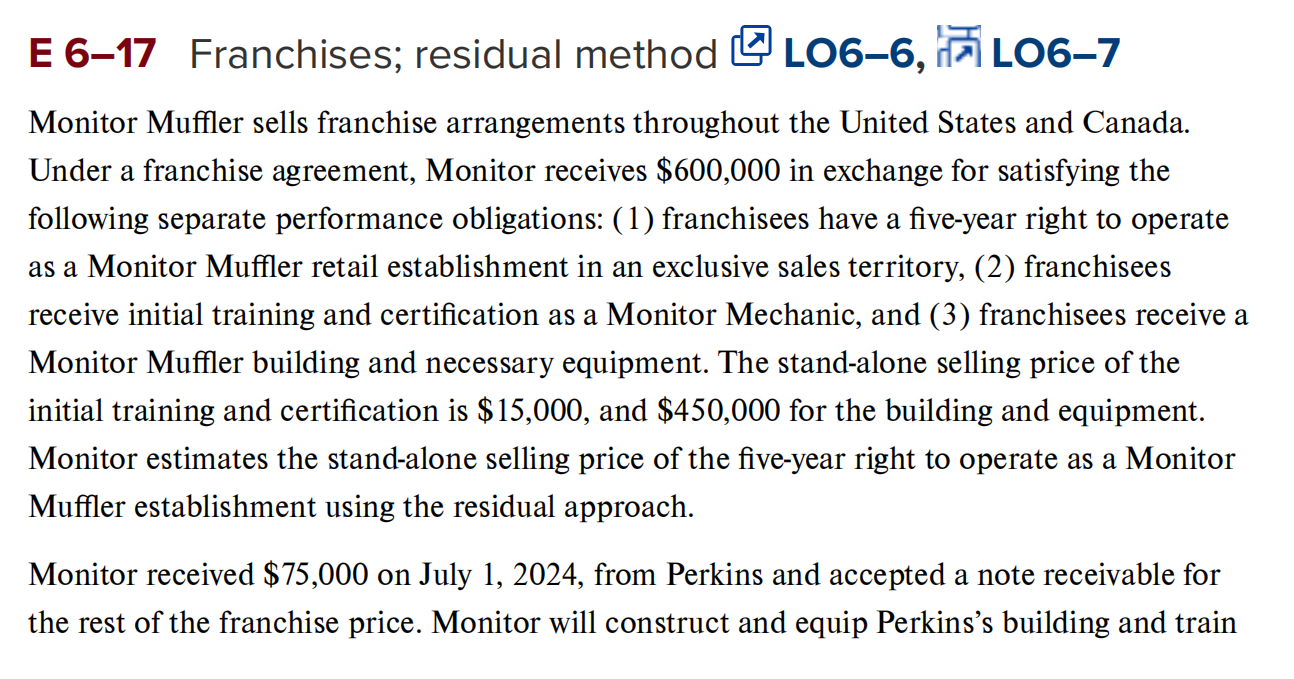 E 6–17 Franchises; residual method LO6–6, LO6–7
Monitor Muffler sells franchise arrangements throughout the United States and Canada.
Under a franchise agreement, Monitor receives $600,000 in exchange for satisfying the
following separate performance obligations: (1) franchisees have a five-year right to operate
as a Monitor Muffler retail establishment in an exclusive sales territory, (2) franchisees
receive initial training and certification as a Monitor Mechanic, and (3) franchisees receive a
Monitor Muffler building and necessary equipment. The stand-alone selling price of the
initial training and certification is $15,000, and $450,000 for the building and equipment.
Monitor estimates the stand-alone selling price of the five-year right to operate as a Monitor
Muffler establishment using the residual approach.
Monitor received $75,000 on July 1, 2024, from Perkins and accepted a note receivable for
the rest of the franchise price. Monitor will construct and equip Perkins’s building and train